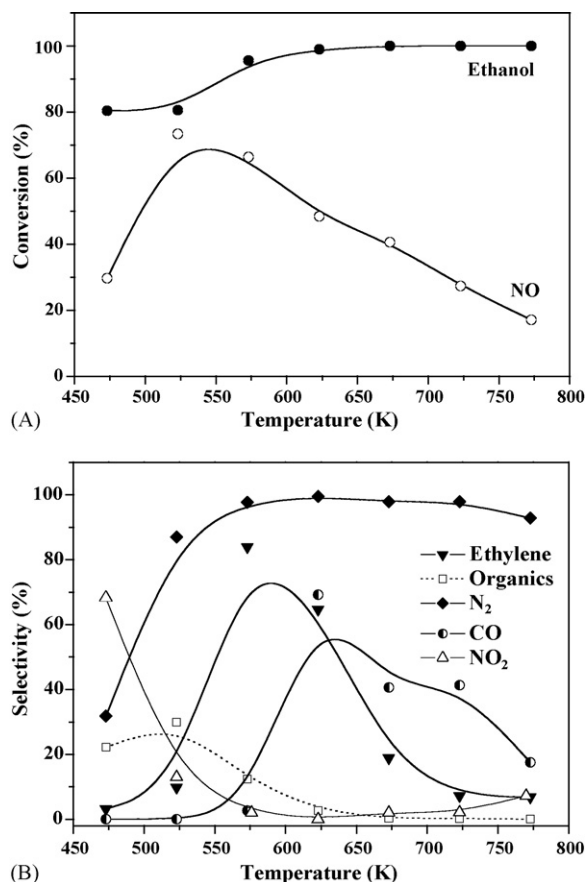 100
80
60
40
20
0
Conversion (%)
Ethanol
NO
450 500 550 600 650 700 750 800
(A) Temperature (K)
100
80
60
40
20
0
Selectivity (%)
Ethylene
Organics
N₂
CO
NO₂
450 500 550 600 650 700 750 800
(B) Temperature (K)